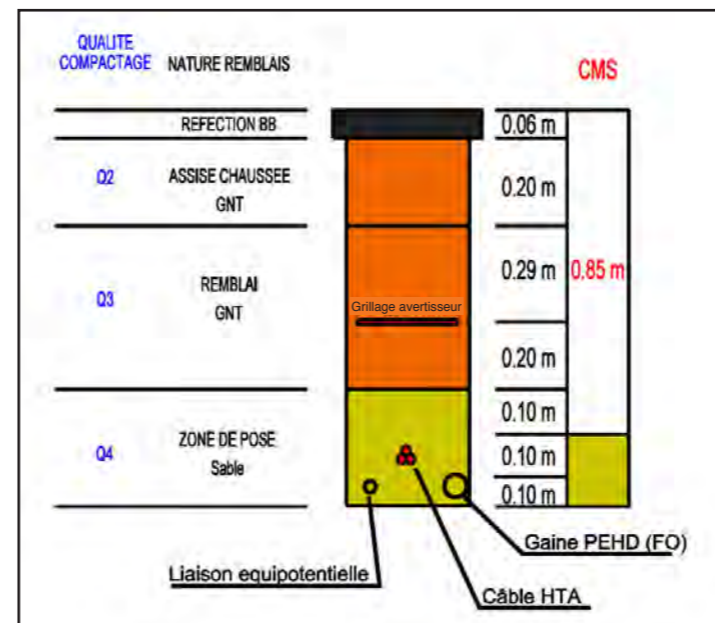 QUALITE
COMPACTAGE NATURE REMBLAIS
CMS
REFECTION BB
0.06 m
Q2 ASSISE CHAUSSEE
GNT
0.20 m
Q3 REMBLAI
GNT
Grillage avertisseur
0.29 m 0.85 m
0.20 m
0.10 m
Q4 ZONE DE POSE
Sable
0.10 m
0.10 m
Gaine PEHD (FO)
Liaison equipotentielle
Câble HTA